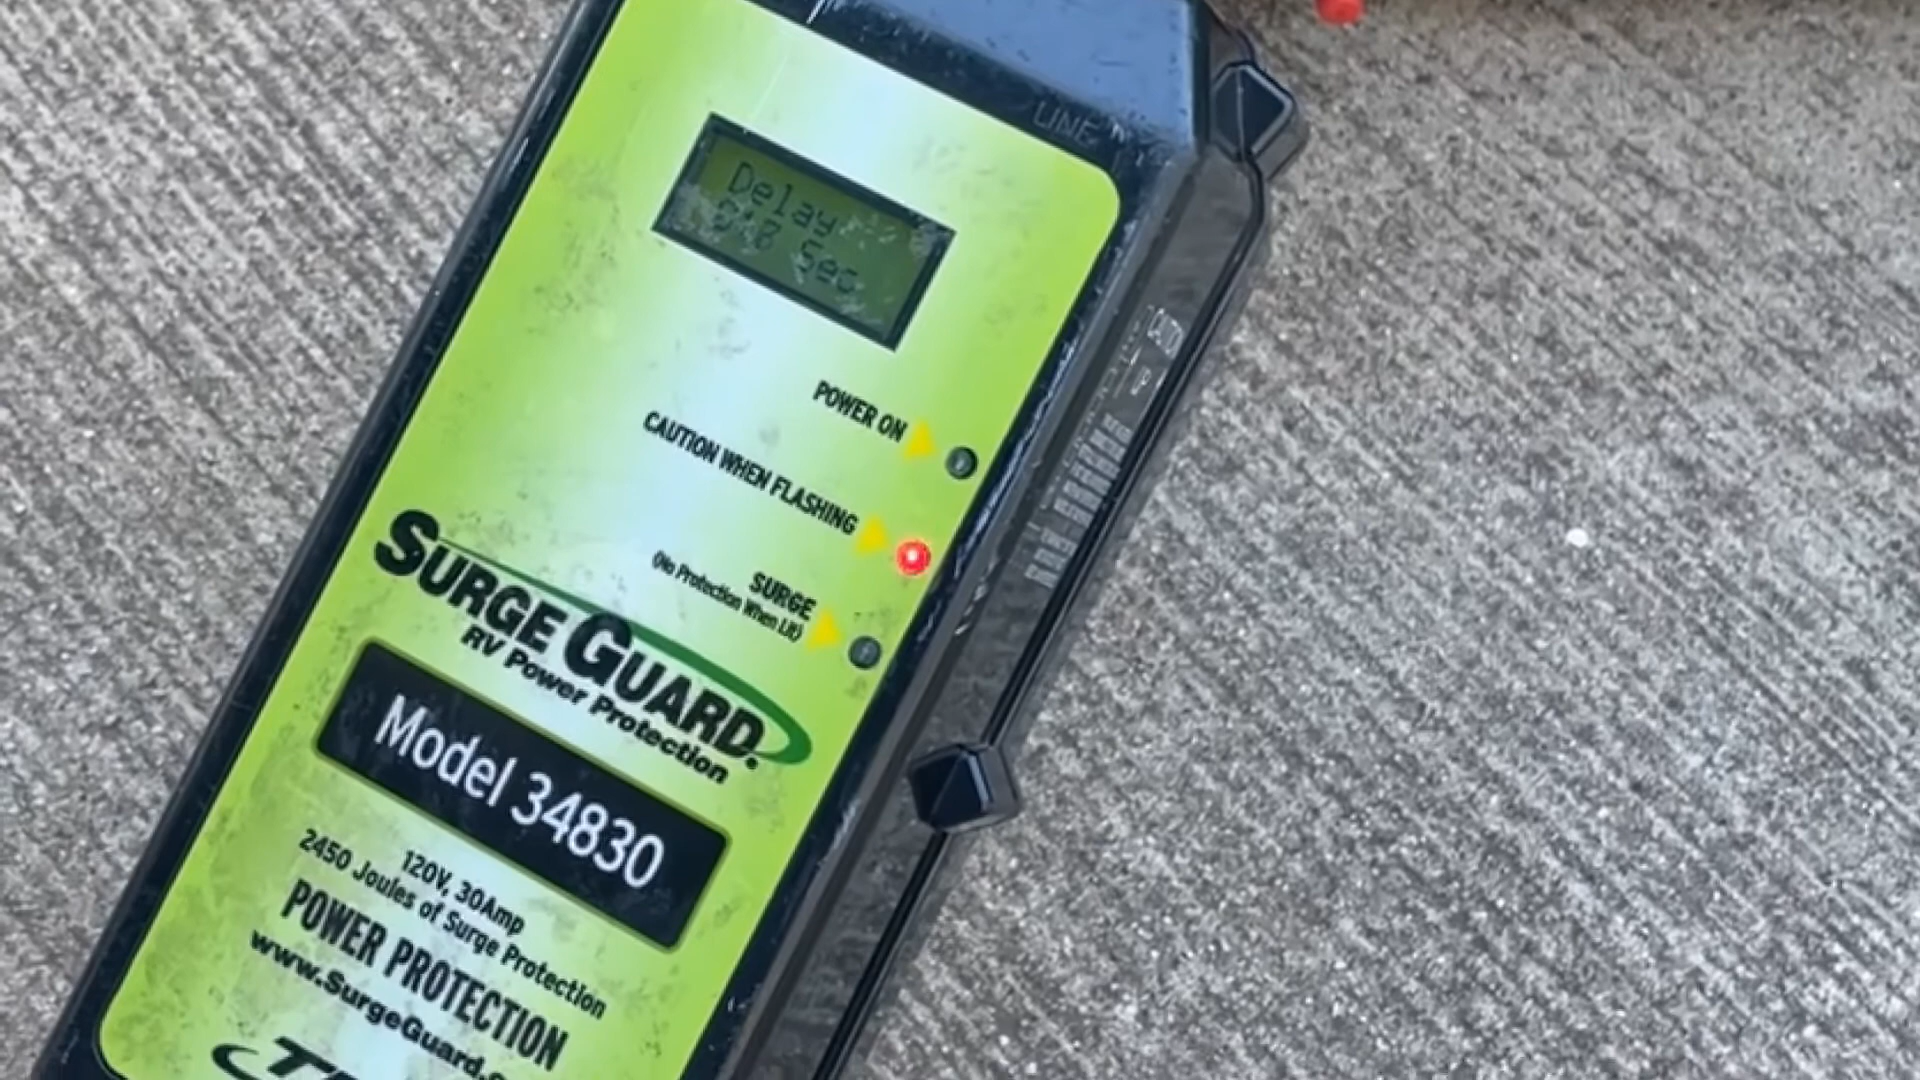 LINE
Delay
Sec
POWER ON
CAUTION WHEN FLASHING
SURGE
(No Protection When Lit)
SURGE GUARD.
RV Power Protection
Model 34830
120V, 30Amp
2450 Joules of Surge Protection
POWER PROTECTION
www.SurgeGuard.